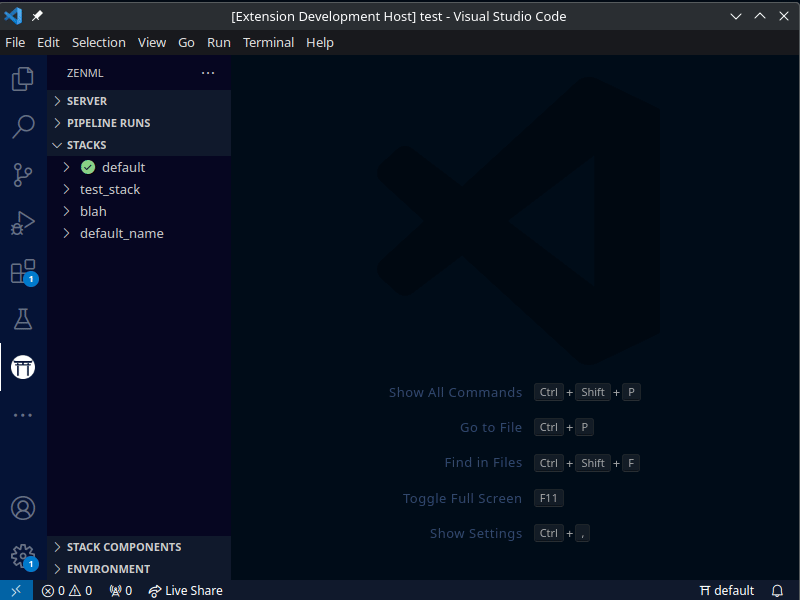 [Extension Development Host] test - Visual Studio Code
File Edit Selection View Go Run Terminal Help
ZENML
SERVER
PIPELINE RUNS
STACKS
default
test_stack
blah
default_name
STACK COMPONENTS
ENVIRONMENT
1
1
Show All Commands Ctrl + Shift + P
Go to File Ctrl + P
Find in Files Ctrl + Shift + F
Toggle Full Screen F11
Show Settings Ctrl + ,
0 0 0 Live Share default